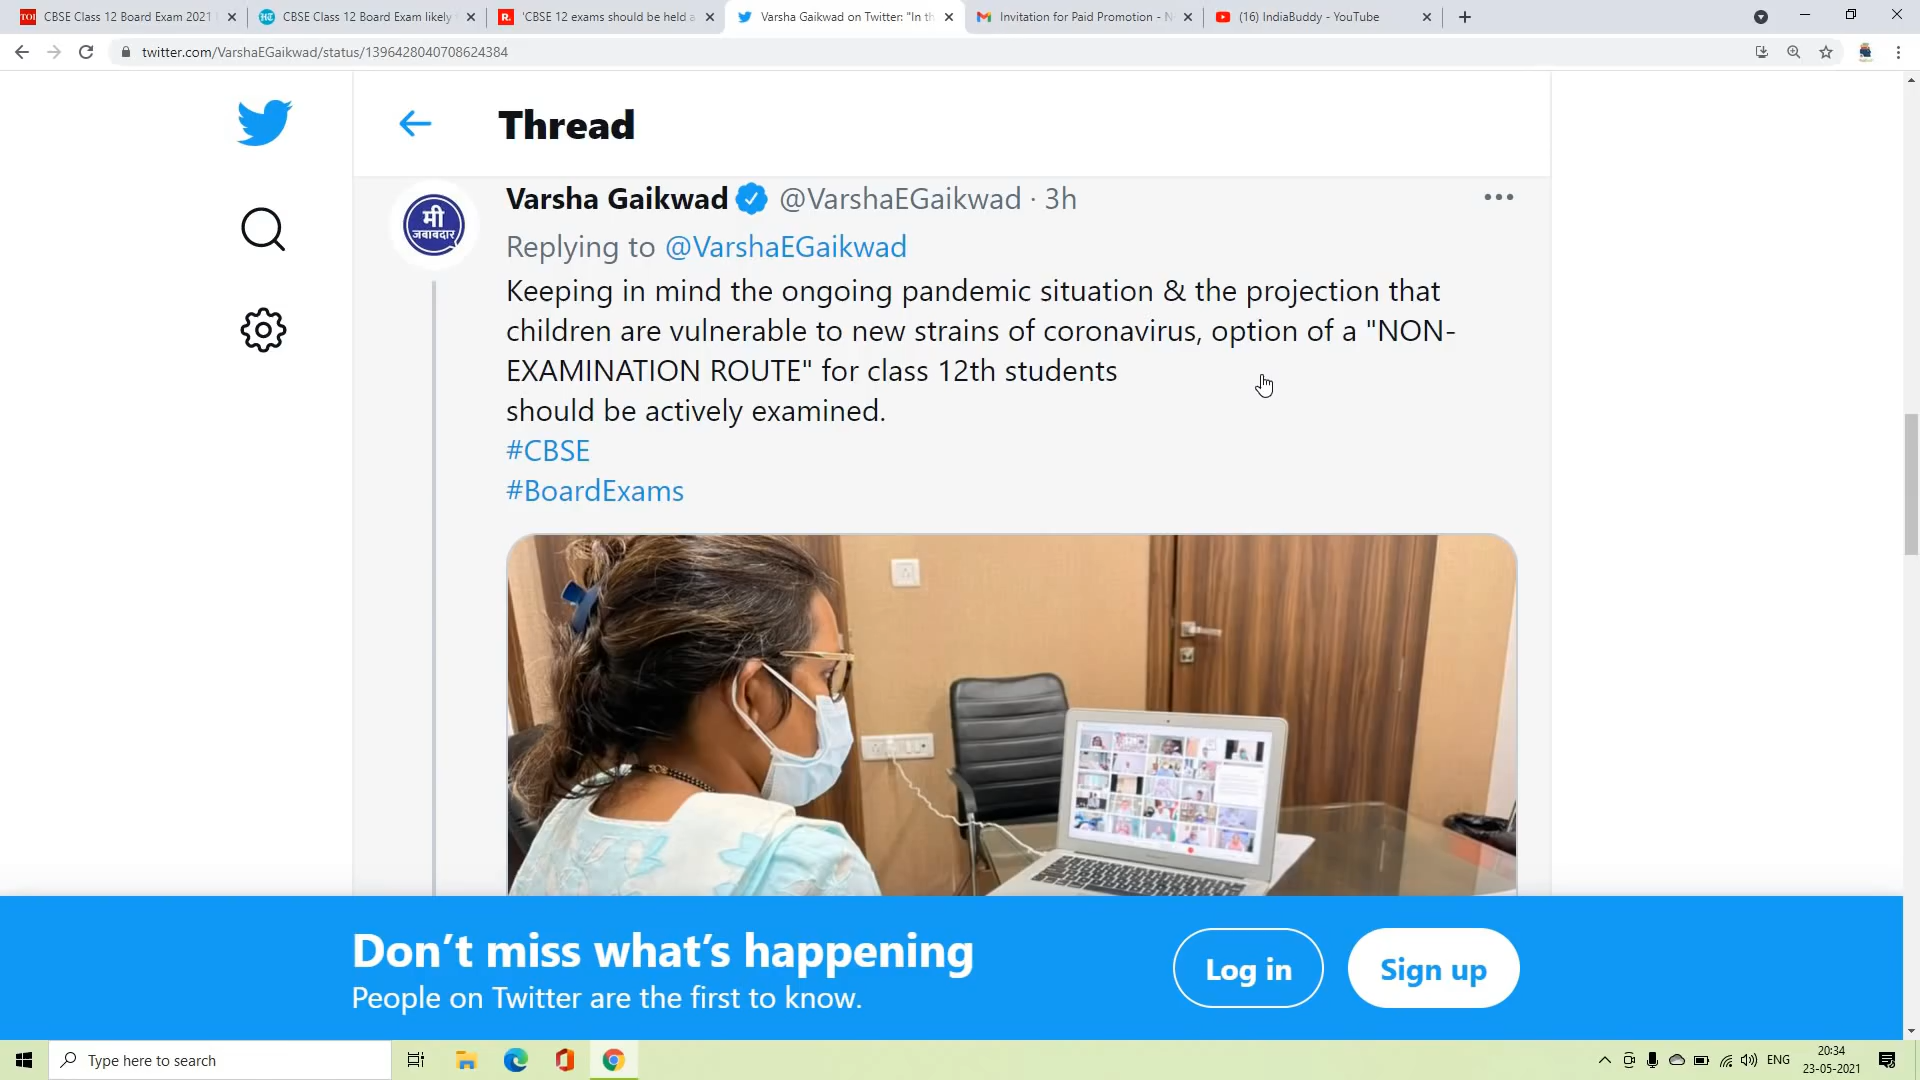 CBSE Class 12 Board Exam 2021
CBSE Class 12 Board Exam likely
'CBSE 12 exams should be held a
Varsha Gaikwad on Twitter: "In th
Invitation for Paid Promotion -
(16) IndiaBuddy - YouTube
twitter.com/VarshaEGaikwad/status/1396428040708624384
Thread
Varsha Gaikwad @VarshaEGaikwad · 3h
Replying to @VarshaEGaikwad
Keeping in mind the ongoing pandemic situation & the projection that
children are vulnerable to new strains of coronavirus, option of a "NON-
EXAMINATION ROUTE" for class 12th students
should be actively examined.
#CBSE
#BoardExams
मी
जबाबदार
Don't miss what's happening
People on Twitter are the first to know.
Log in
Sign up
Type here to search
ENG
20:34
23-05-2021